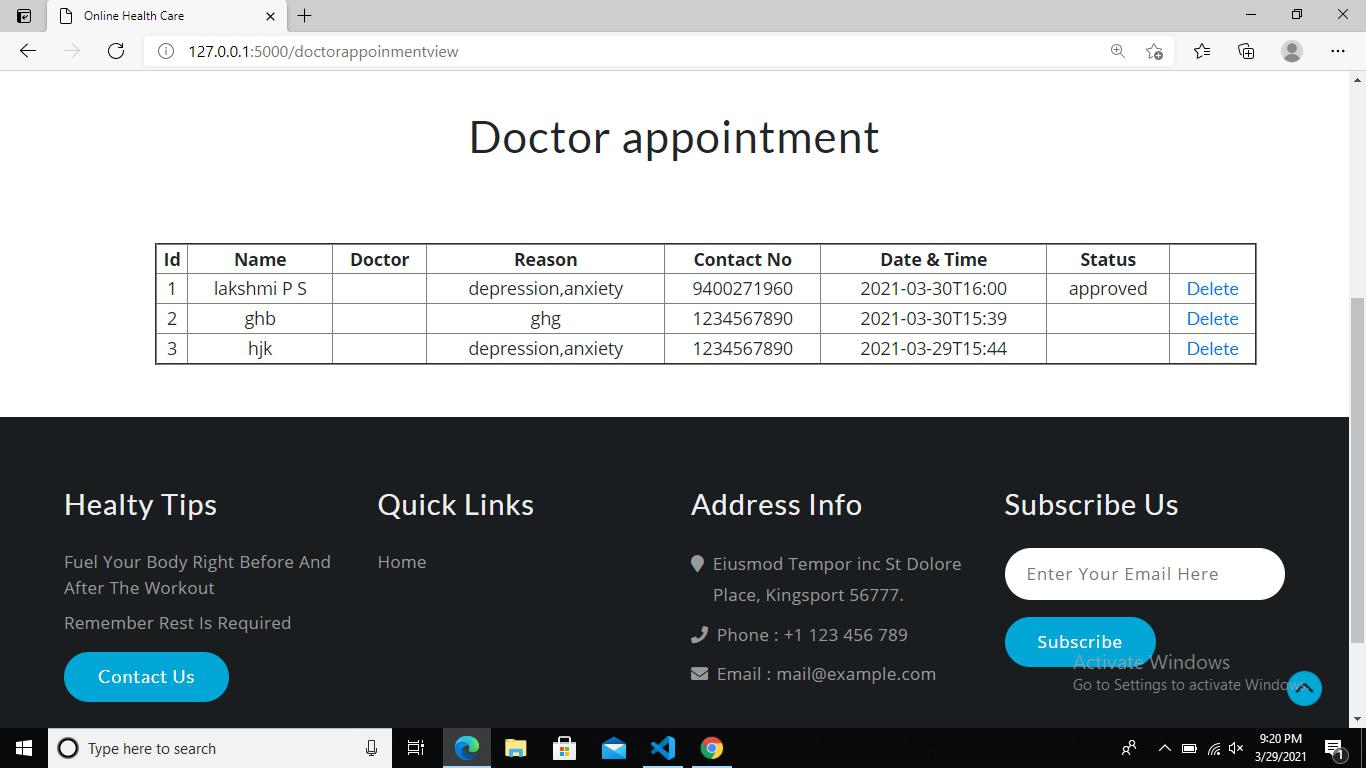 Online Health Care
127.0.0.1:5000/doctorappoinmentview
Doctor appointment
Id Name Doctor Reason Contact No Date & Time Status
1 lakshmi P S depression,anxiety 9400271960 2021-03-30T16:00 approved Delete
2 ghb ghg 1234567890 2021-03-30T15:39 Delete
3 hjk depression,anxiety 1234567890 2021-03-29T15:44 Delete
Healty Tips
Fuel Your Body Right Before And
After The Workout
Remember Rest Is Required
Contact Us
Quick Links
Home
Address Info
Eiusmod Tempor inc St Dolore
Place, Kingsport 56777.
Phone : +1 123 456 789
Email : mail@example.com
Subscribe Us
Enter Your Email Here
Subscribe
Activate Windows
Go to Settings to activate Windows.
Type here to search
9:20 PM
3/29/2021
1